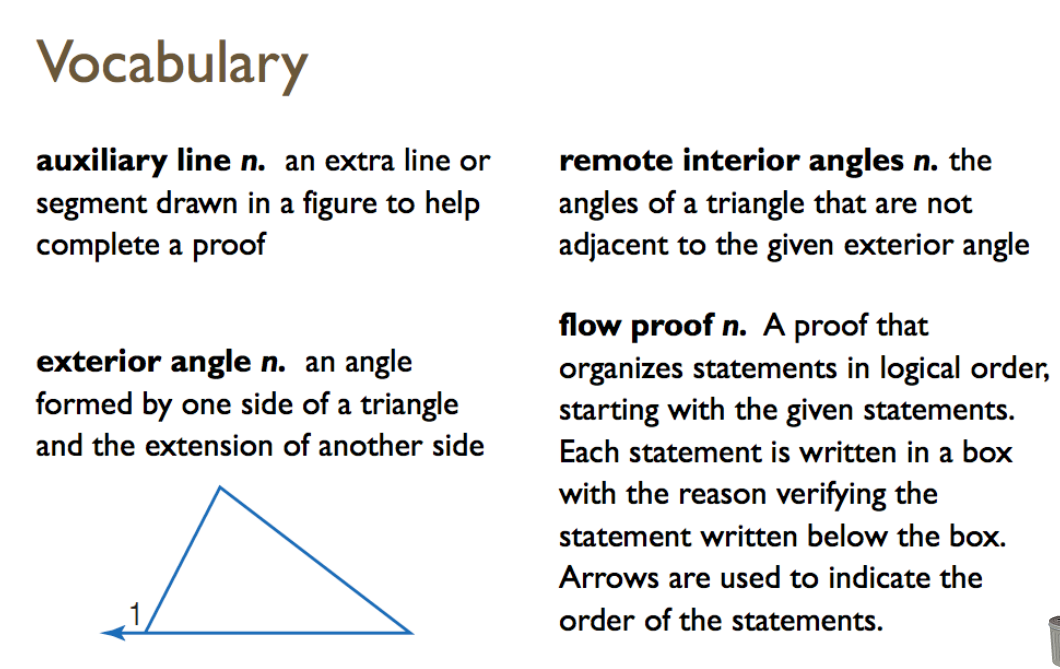 Vocabulary
auxiliary line n. an extra line or
segment drawn in a figure to help
complete a proof
exterior angle n. an angle
formed by one side of a triangle
and the extension of another side
1
remote interior angles n. the
angles of a triangle that are not
adjacent to the given exterior angle
flow proof n. A proof that
organizes statements in logical order,
starting with the given statements.
Each statement is written in a box
with the reason verifying the
statement written below the box.
Arrows are used to indicate the
order of the statements.